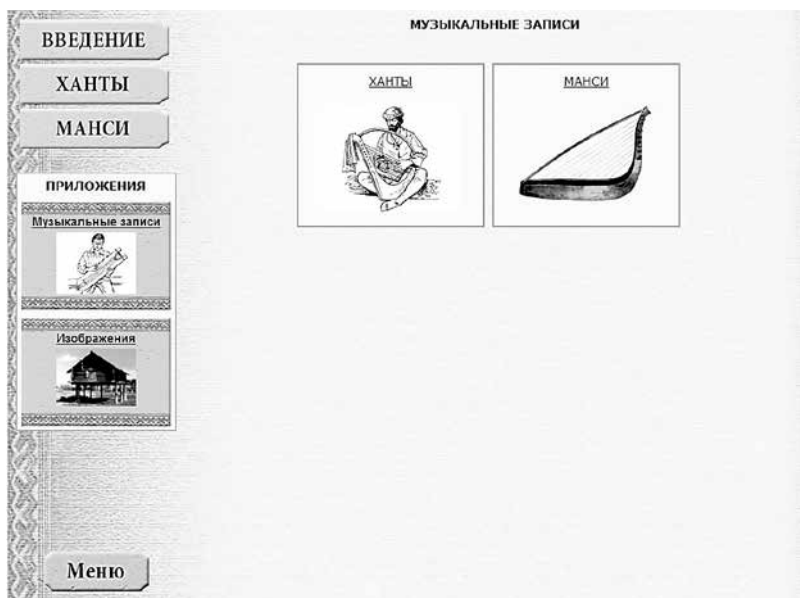 ВВЕДЕНИЕ
ХАНТЫ
МАНСИ
ПРИЛОЖЕНИЯ
Музыкальные записи
Изображения
Меню
МУЗЫКАЛЬНЫЕ ЗАПИСИ
ХАНТЫ
МАНСИ